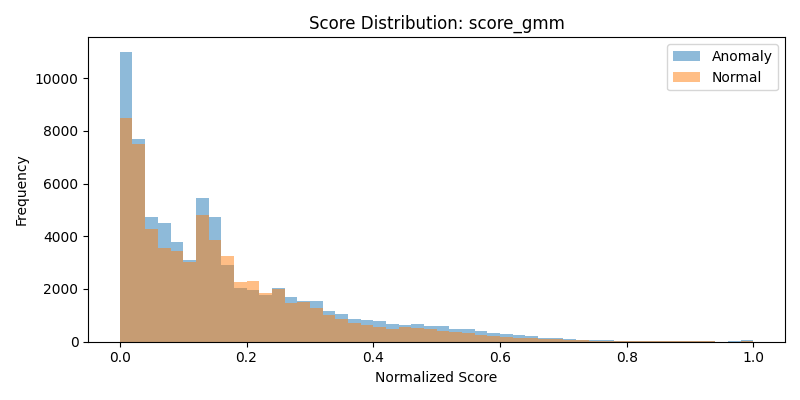 Score Distribution: score_gmm
Anomaly
Normal
Frequency
10000
8000
6000
4000
2000
0
0.0 0.2 0.4 0.6 0.8 1.0
Normalized Score